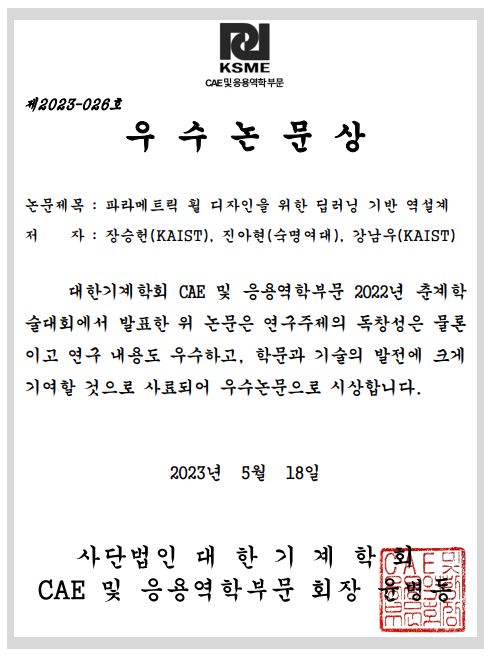 KSME
CAE 및 응용역학부문
제2023-026호
우 수 논 문 상
논문제목 : 파라메트릭 휠 디자인을 위한 딥러닝 기반 역설계
저 자 : 장승헌(KAIST), 진아현(숙명여대), 강남우(KAIST)
대한기계학회 CAE 및 응용역학부문 2022년 춘계학
술대회에서 발표한 위 논문은 연구주제의 독창성은 물론
이고 연구 내용도 우수하고, 학문과 기술의 발전에 크게
기여할 것으로 사료되어 우수논문으로 시상합니다.
2023년 5월 18일
사단법인 대 한 기 계 학 회
CAE 및 응용역학부문 회장 윤병동